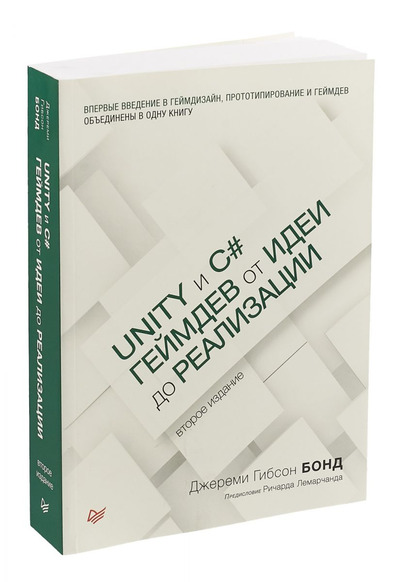 ВПЕРВЫЕ ВВЕДЕНИЕ В ГЕЙМДИЗАЙН, ПРОТОТИПИРОВАНИЕ И ГЕЙМДЕВ
ОБЪЕДИНЕНЫ В ОДНУ КНИГУ
UNITY И C#
ГЕЙМДЕВ ОТ ИДЕИ
ДО РЕАЛИЗАЦИИ
второе издание
Джереми Гибсон БОНД
Предисловие Ричарда Лемарчанда
Джереми
Гибсон
БОНД
UNITY И C#
ГЕЙМДЕВ ОТ ИДЕИ ДО РЕАЛИЗАЦИИ
второе
издание